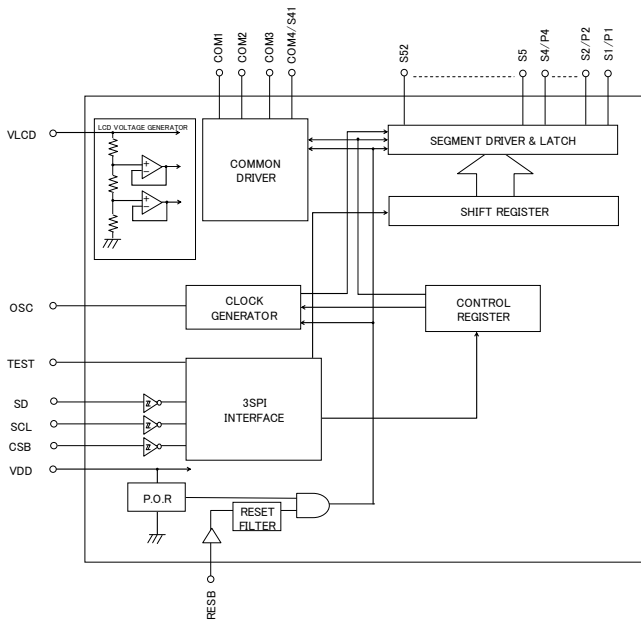 COM1
COM2
COM3
COM4/S41
S52
S5
S4/P4
S2/P2
S1/P1
VLCD
LCD VOLTAGE GENERATOR
COMMON
DRIVER
SEGMENT DRIVER & LATCH
SHIFT REGISTER
OSC
CLOCK
GENERATOR
CONTROL
REGISTER
TEST
SD
SCL
CSB
3SPI
INTERFACE
VDD
P.O.R
RESET
FILTER
RESB